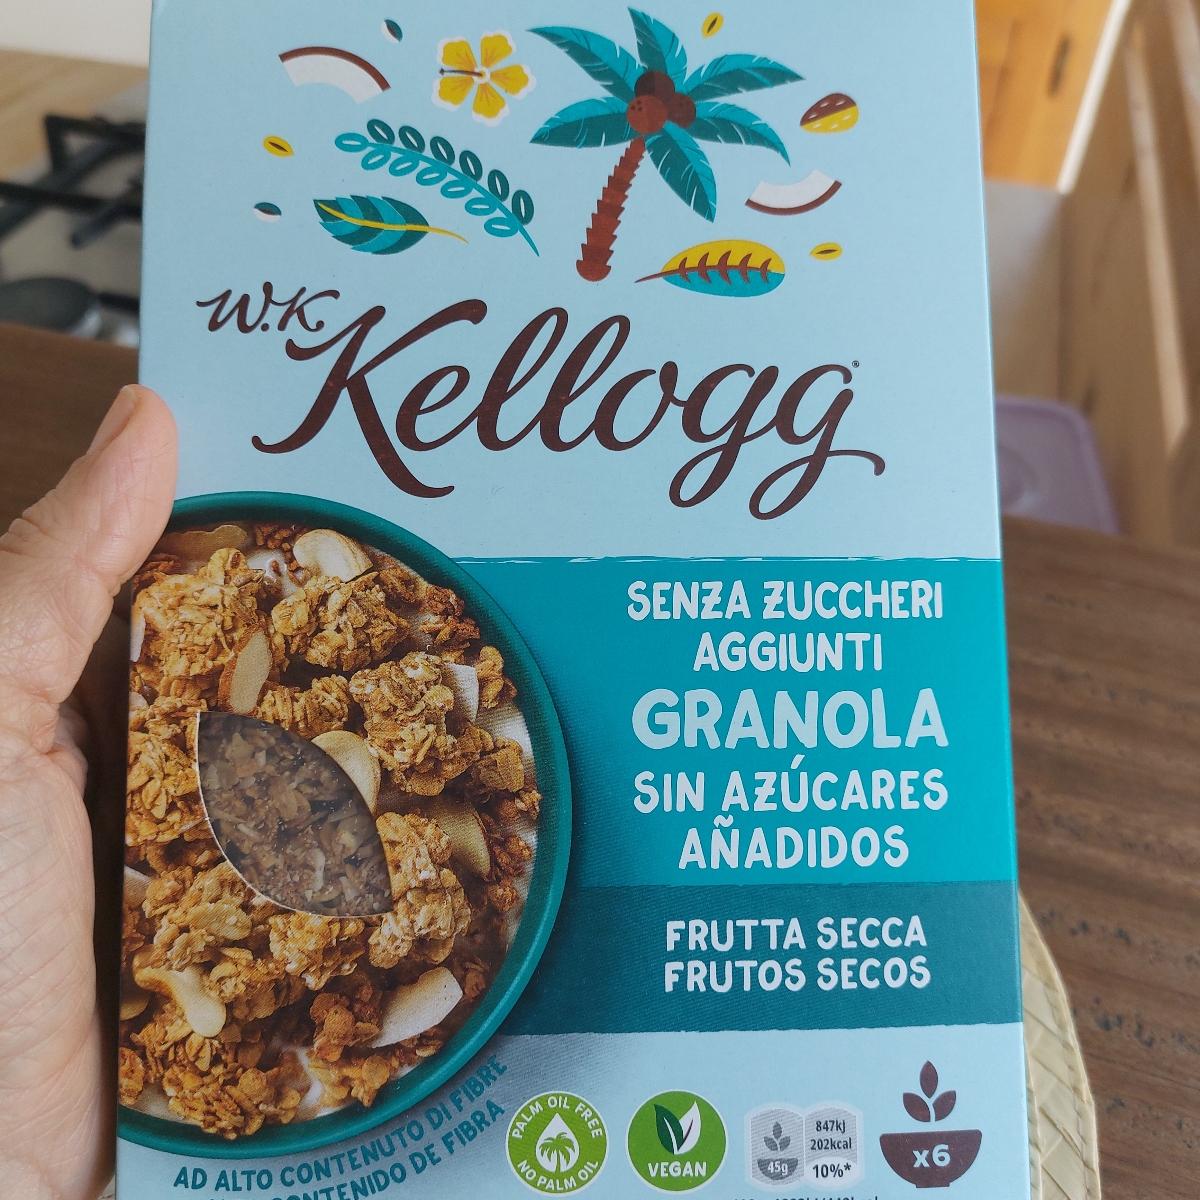 W.K.
Kellogg®
SENZA ZUCCHERI
AGGIUNTI
GRANOLA
SIN AZÚCARES
AÑADIDOS
FRUTTA SECCA
FRUTOS SECOS
AD ALTO CONTENUTO DI FIBRE
CONTENIDO DE FIBRA
PALM OIL FREE
NO PALM OIL
VEGAN
45g
847kj
202kcal
10%*
x6